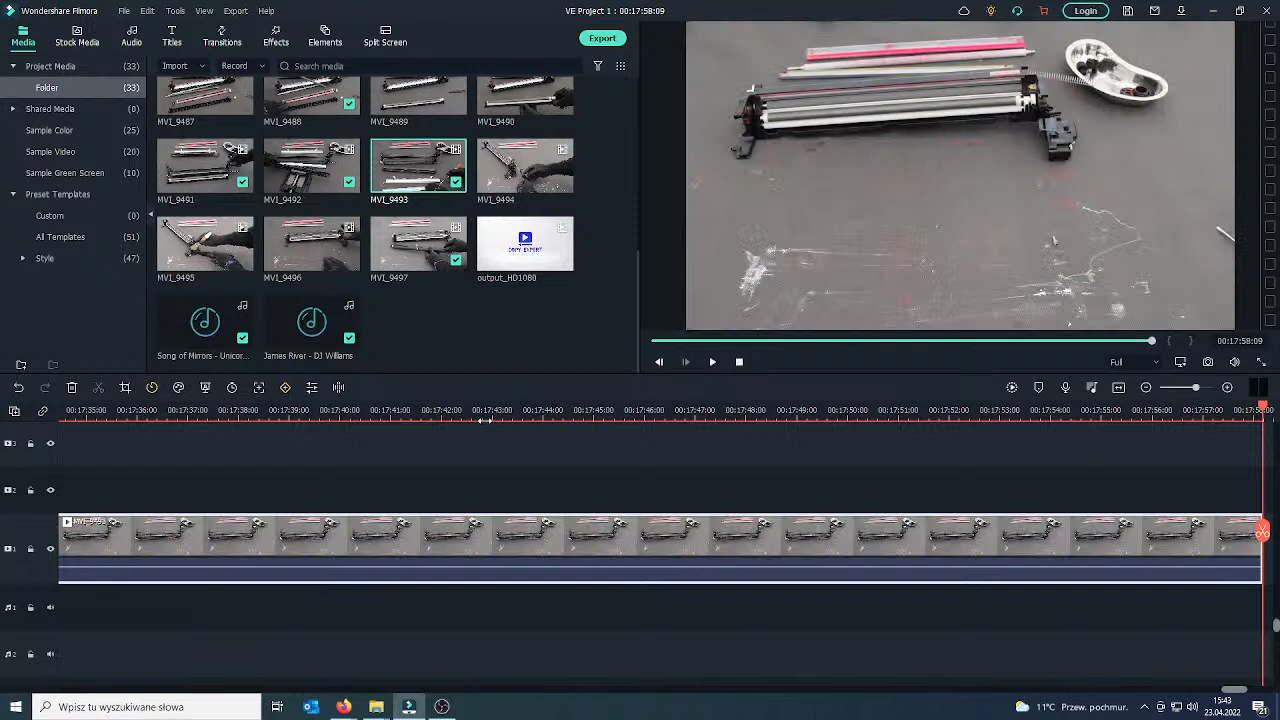 Wondershare Filmora File Edit Tools View Export Help VE Project 1 : 00:17:58:09 Login
Media Stock Media Audio Titles Transitions Effects Elements Split Screen Export
Project Media (33) Import Record Search media
Folder (33)
Shared Media (0) MVI_9487 MVI_9488 MVI_9489 MVI_9490
Sample Color (25)
Sample Video (20)
Sample Green Screen (10)
Preset Templates MVI_9491 MVI_9492 MVI_9493 MVI_9494
Custom (0)
All Templates (51)
COPY EXPERT
Style (47)
MVI_9495 MVI_9496 MVI_9497 output_HD1080
00:17:58:09
Song of Mirrors - Unicor... James River - DJ Williams
Full
00:17:35:00 00:17:36:00 00:17:37:00 00:17:38:00 00:17:39:00 00:17:40:00 00:17:41:00 00:17:42:00 00:17:43:00 00:17:44:00 00:17:45:00 00:17:46:00 00:17:47:00 00:17:48:00 00:17:49:00 00:17:50:00 00:17:51:00 00:17:52:00 00:17:53:00 00:17:54:00 00:17:55:00 00:17:56:00 00:17:57:00
3
2
1
1
2
Wpisz tu wyszukiwane słowa 11°C Przew. pochmur. 15:43
23.04.2022